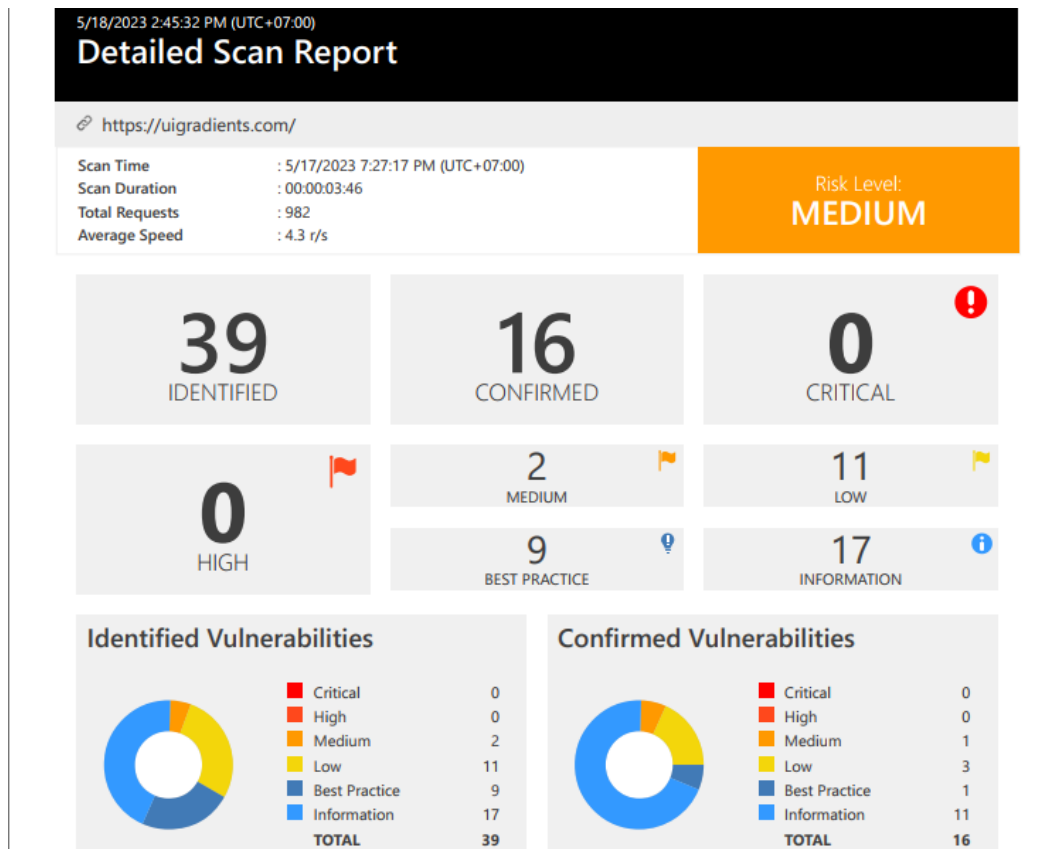 5/18/2023 2:45:32 PM (UTC+07:00)
Detailed Scan Report
https://uigradients.com/
Scan Time : 5/17/2023 7:27:17 PM (UTC+07:00)
Scan Duration : 00:00:03:46
Total Requests : 982
Average Speed : 4.3 r/s
Risk Level:
MEDIUM
39
IDENTIFIED
16
CONFIRMED
0
CRITICAL
0
HIGH
2
MEDIUM
11
LOW
9
BEST PRACTICE
17
INFORMATION
Identified Vulnerabilities
Critical 0
High 0
Medium 2
Low 11
Best Practice 9
Information 17
TOTAL 39
Confirmed Vulnerabilities
Critical 0
High 0
Medium 1
Low 3
Best Practice 1
Information 11
TOTAL 16